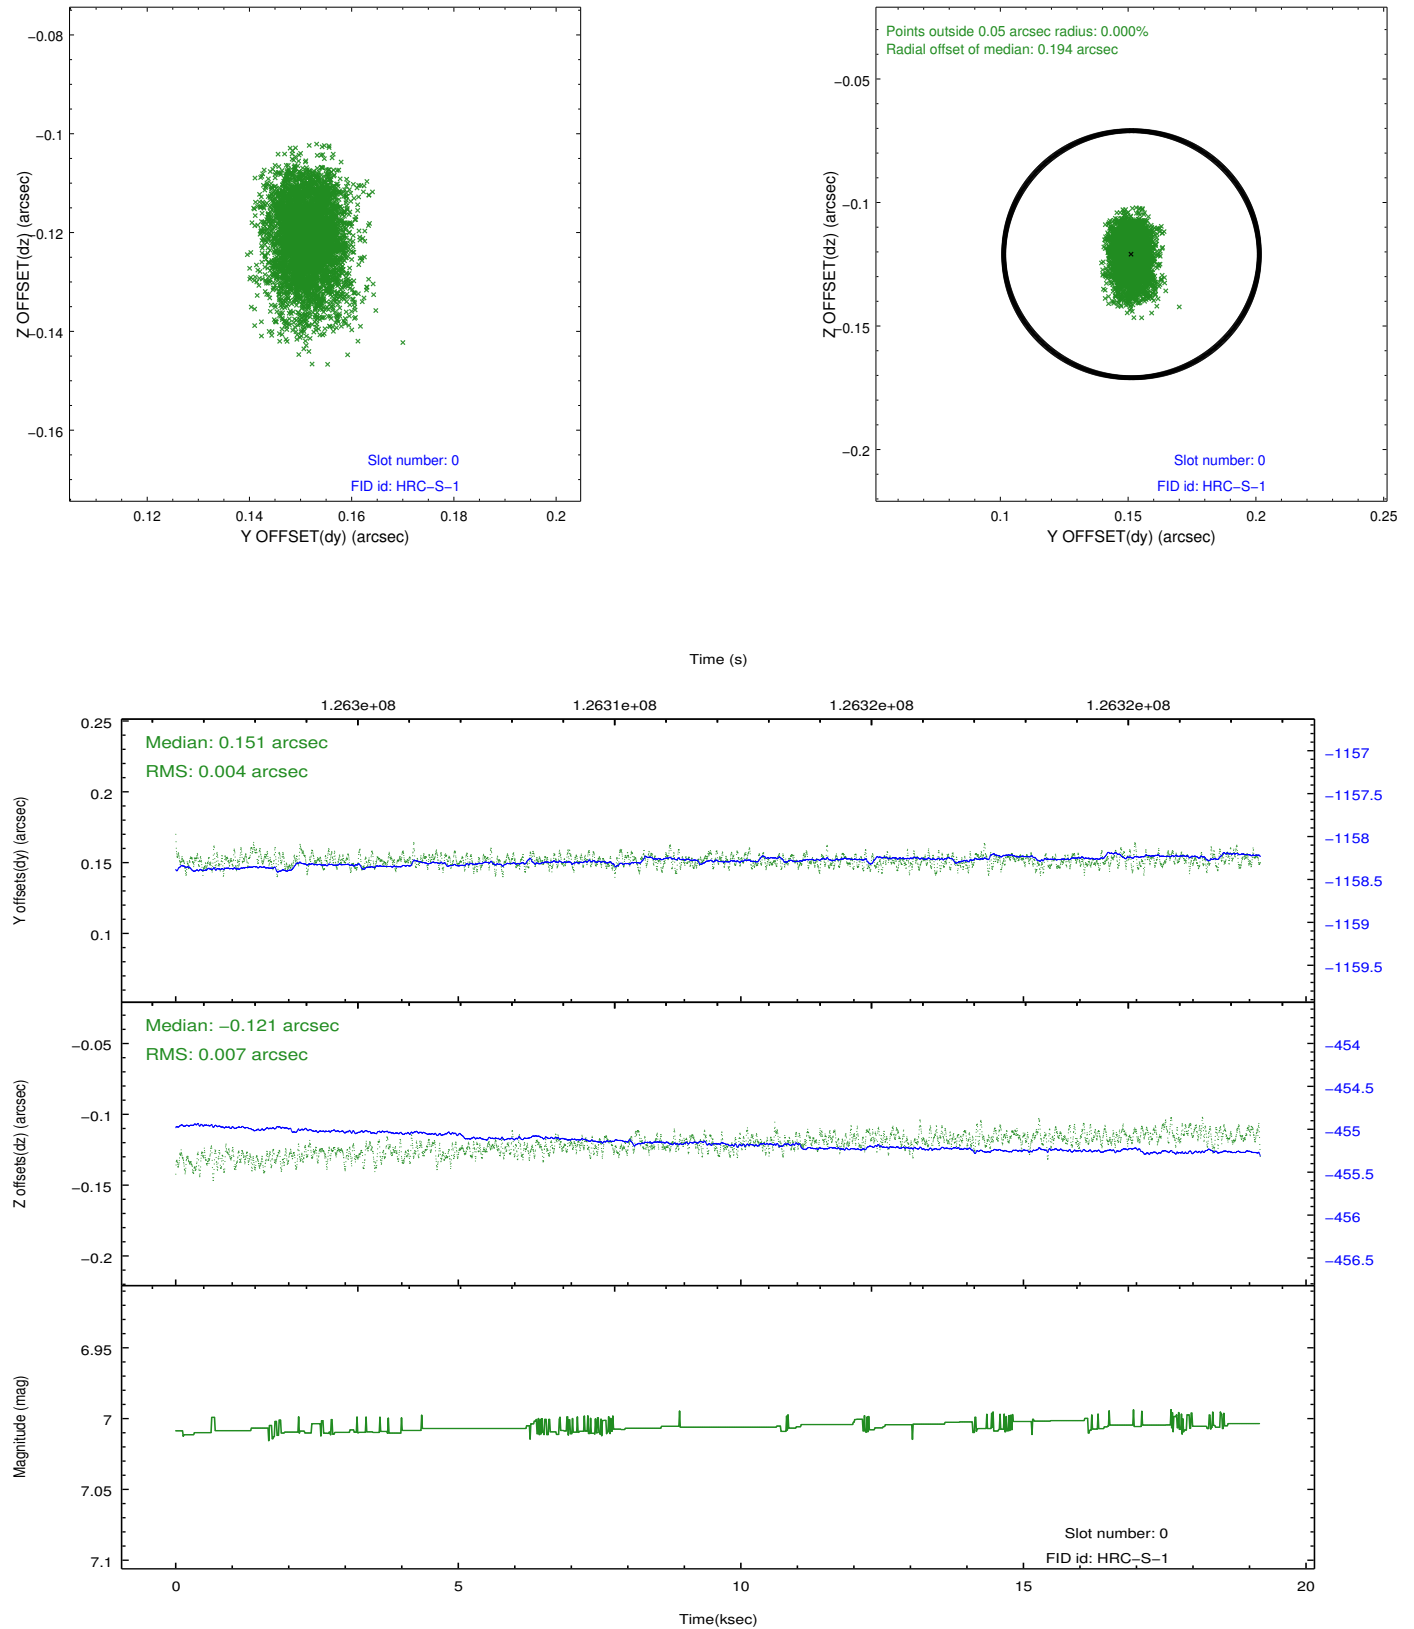 −0.08
−0.1
−0.12
−0.14
−0.16
Z OFFSET(dz) (arcsec)
Slot number: 0
FID id: HRC−S−1
0.12 0.14 0.16 0.18 0.2
Y OFFSET(dy) (arcsec)
Points outside 0.05 arcsec radius: 0.000%
Radial offset of median: 0.194 arcsec
−0.05
−0.1
−0.15
−0.2
Z OFFSET(dz) (arcsec)
Slot number: 0
FID id: HRC−S−1
0.1 0.15 0.2 0.25
Y OFFSET(dy) (arcsec)
Time (s)
1.263e+08 1.2631e+08 1.2632e+08 1.2632e+08
Median: 0.151 arcsec
RMS: 0.004 arcsec
0.25
0.2
0.15
0.1
Y offsets(dy) (arcsec)
−1157
−1157.5
−1158
−1158.5
−1159
−1159.5
Median: −0.121 arcsec
RMS: 0.007 arcsec
−0.05
−0.1
−0.15
−0.2
Z offsets(dz) (arcsec)
−454
−454.5
−455
−455.5
−456
−456.5
6.95
7
7.05
7.1
Magnitude (mag)
Slot number: 0
FID id: HRC−S−1
0 5 10 15 20
Time(ksec)